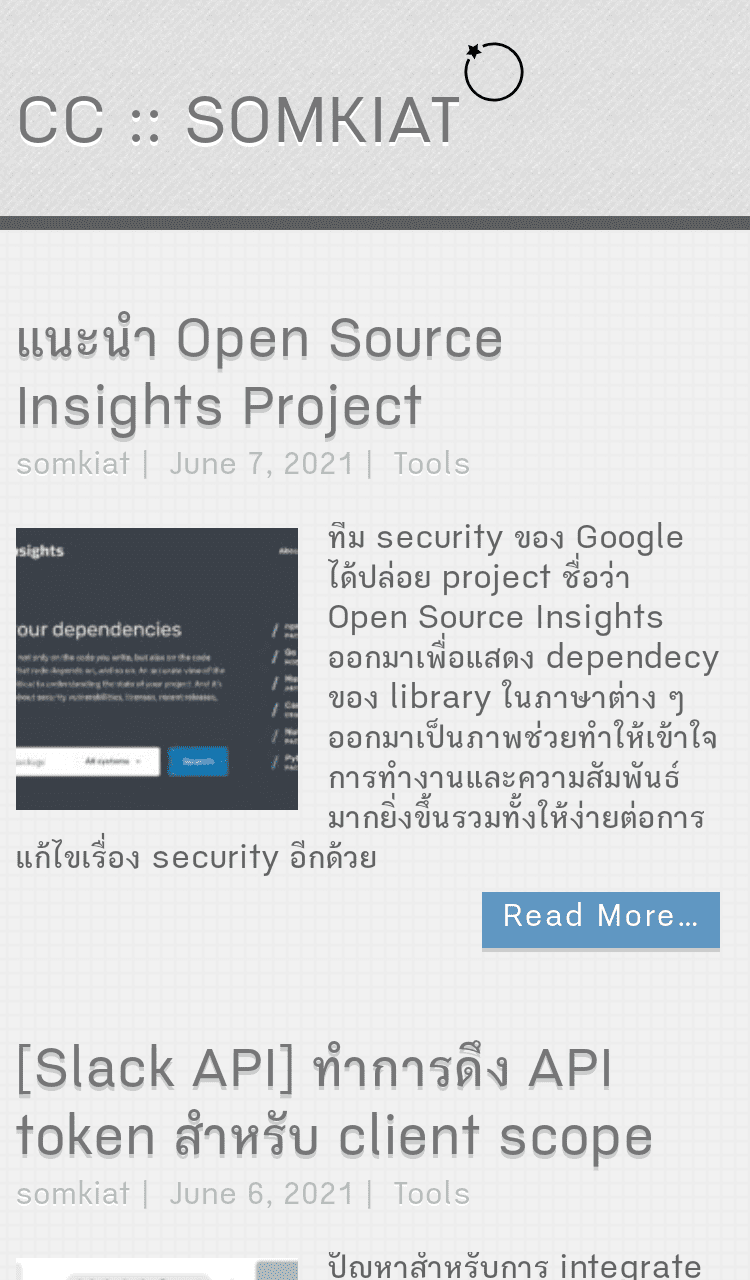 CC :: SOMKIAT
แนะนำ Open Source
Insights Project
somkiat | June 7, 2021 | Tools
sights
our dependencies
All systems
Search
ทีม security ของ Google
ได้ปล่อย project ชื่อว่า
Open Source Insights
ออกมาเพื่อแสดง dependecy
ของ library ในภาษาต่าง ๆ
ออกมาเป็นภาพช่วยทำให้เข้าใจ
การทำงานและความสัมพันธ์
มากยิ่งขึ้นรวมทั้งให้ง่ายต่อการ
แก้ไขเรื่อง security อีกด้วย
Read More…
[Slack API] ทำการดึง API
token สำหรับ client scope
somkiat | June 6, 2021 | Tools
ปัญหาสำหรับการ integrate